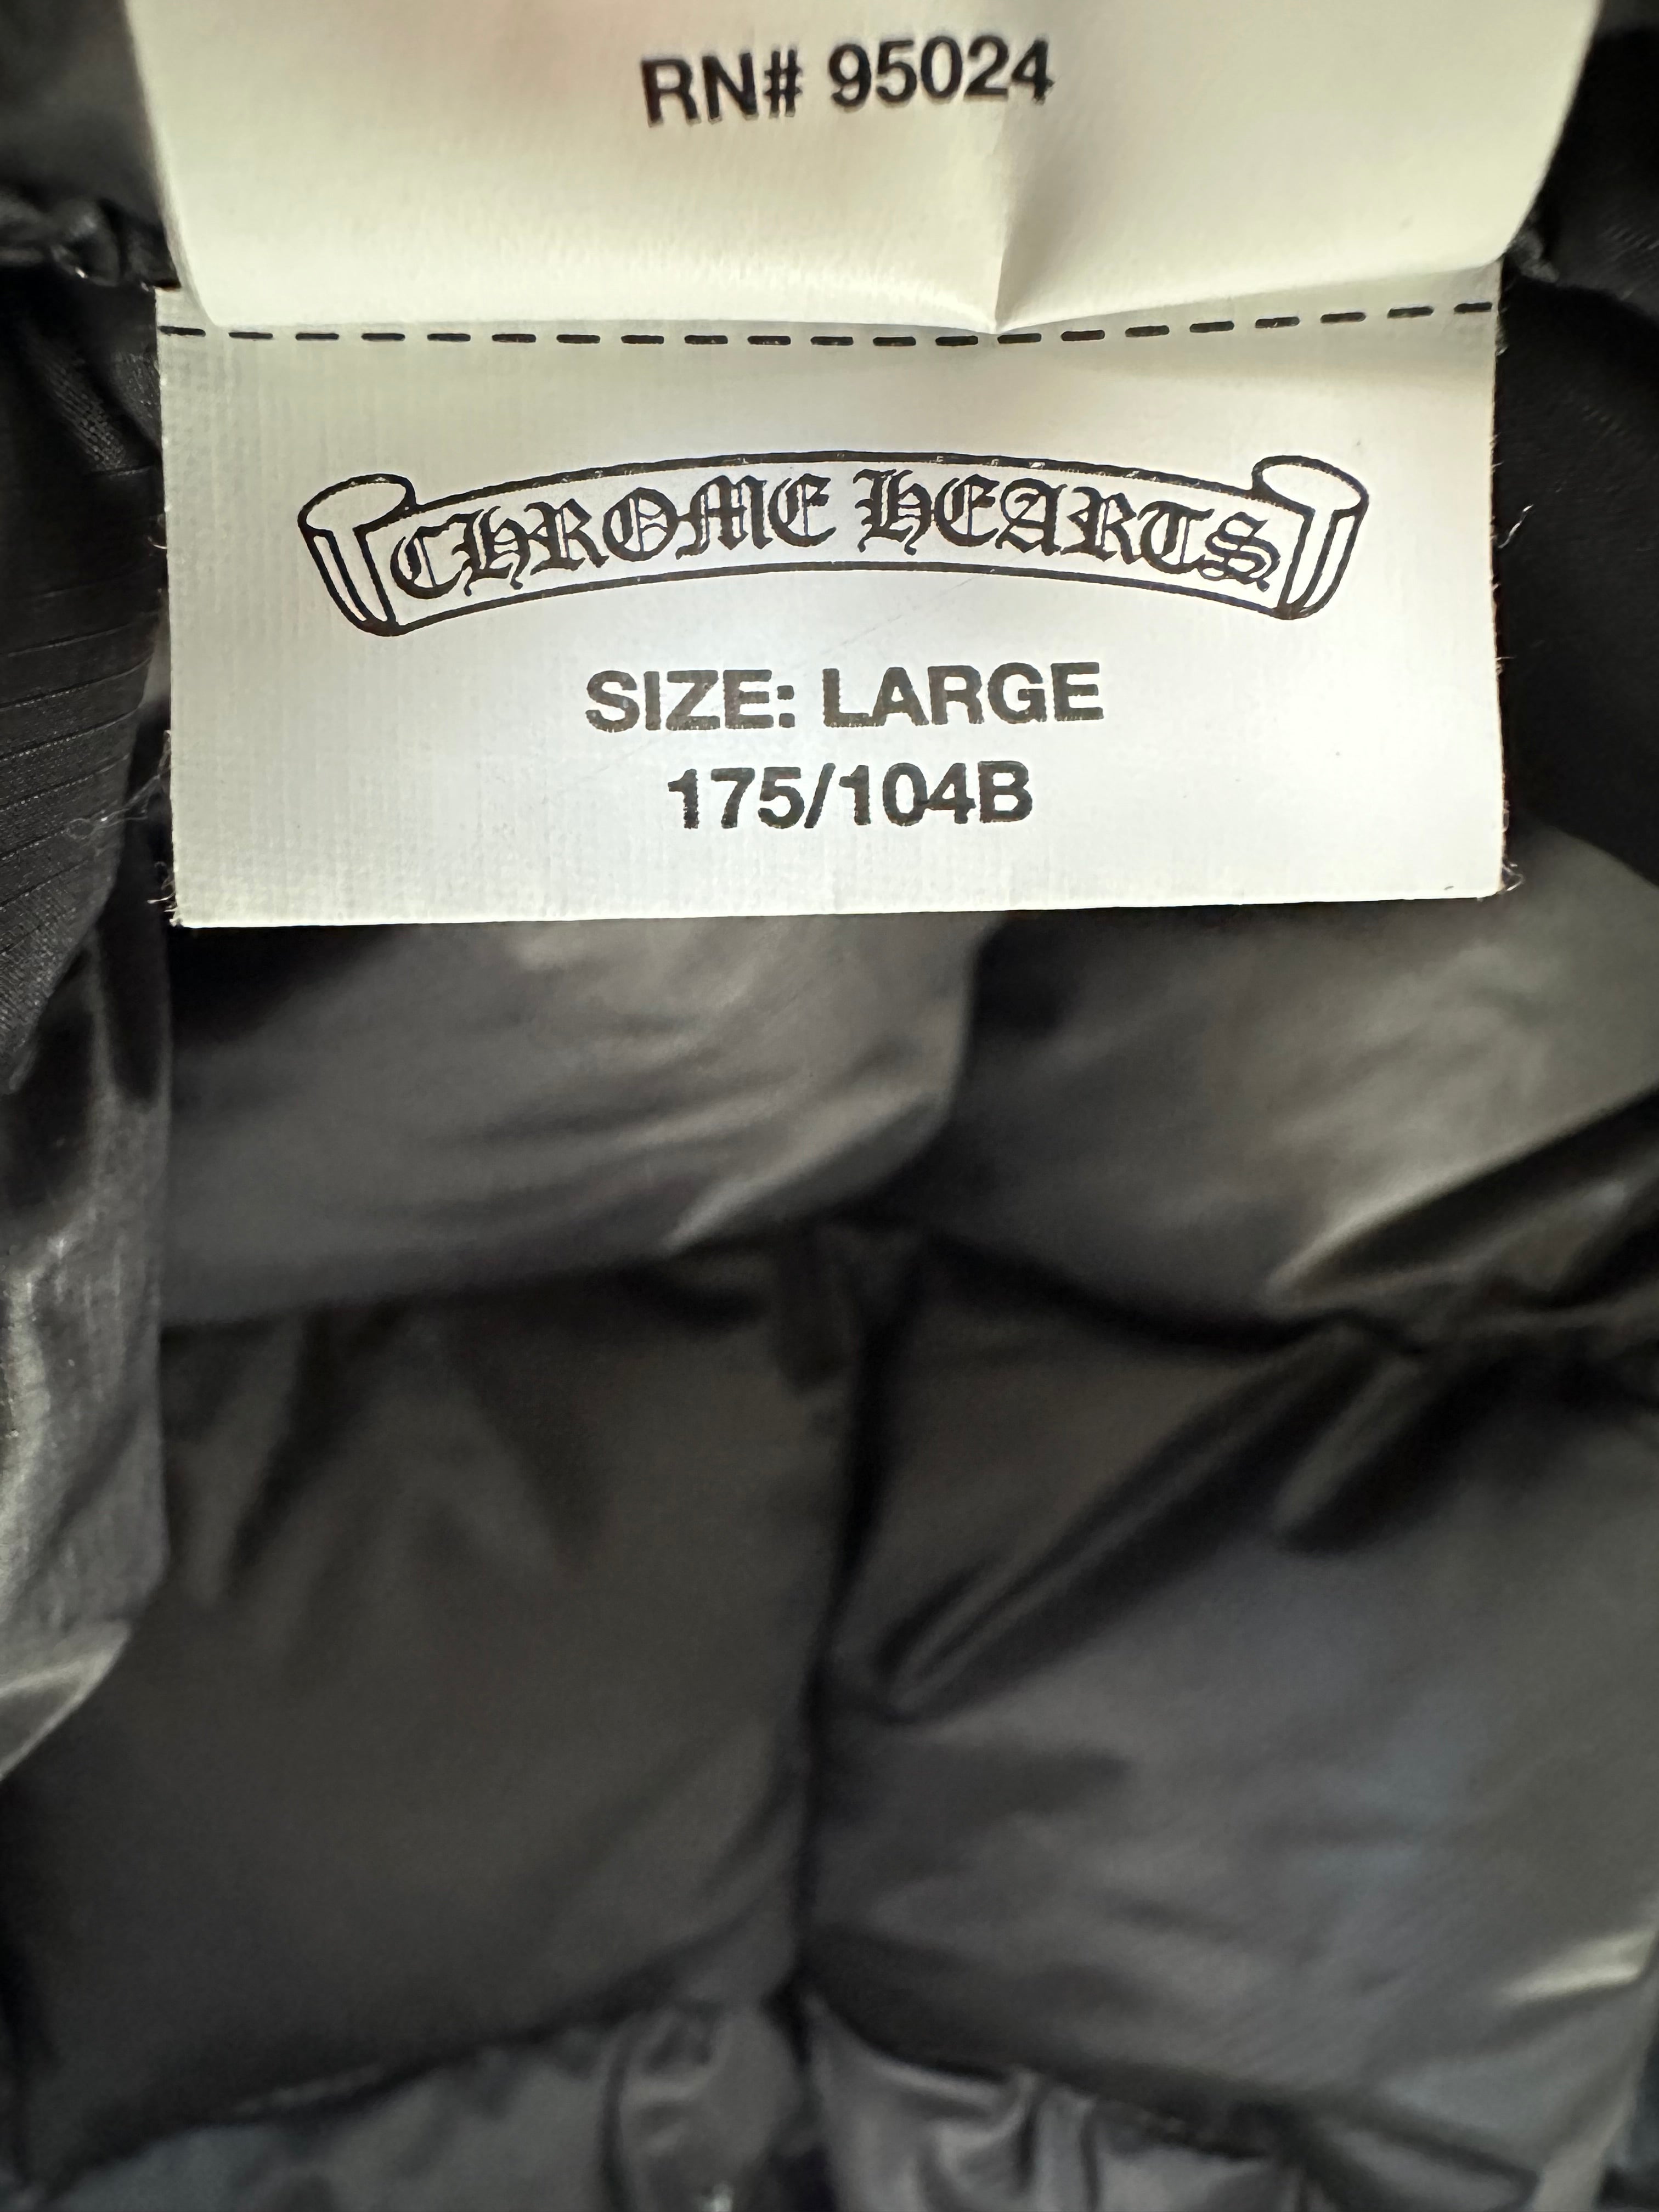 RN# 95024
CHROME HEARTS
SIZE: LARGE
175/104B